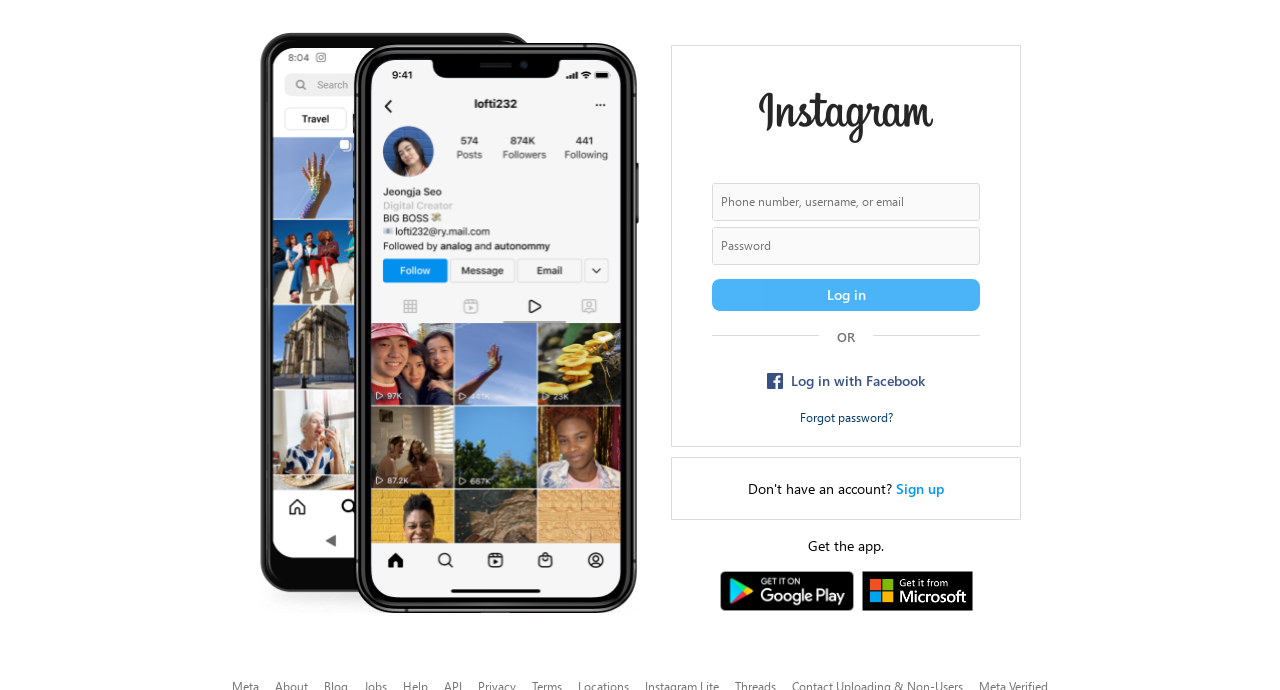 8:04
Search
Travel
9:41
lofti232
574 874K 441
Posts Followers Following
Jeongja Seo
Digital Creator
BIG BOSS
lofti232@ry.mail.com
Followed by analog and autonommy
Follow Message Email
97K 23K
87.2K 667K
Instagram
Phone number, username, or email
Password
Log in
OR
Log in with Facebook
Forgot password?
Don't have an account? Sign up
Get the app.
GET IT ON
Google Play
Get it from
Microsoft
Meta About Blog Jobs Help API Privacy Terms Locations Instagram Lite Threads Contact Uploading & Non-Users Meta Verified